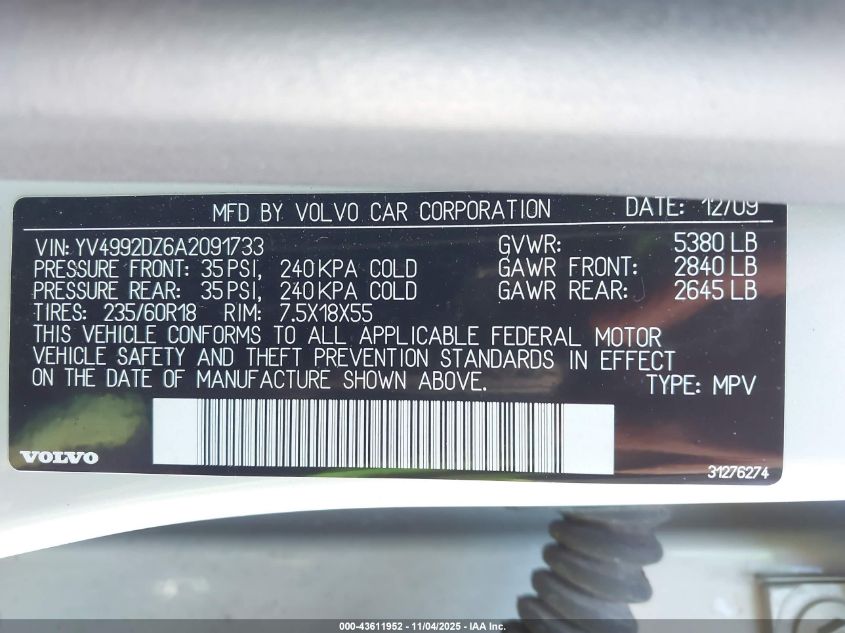 MFD BY VOLVO CAR CORPORATION DATE: 12/09
VIN: YV4992DZ6A2091733 GVWR: 5380 LB
PRESSURE FRONT: 35 PSI, 240 KPA COLD GAWR FRONT: 2840 LB
PRESSURE REAR: 35 PSI, 240 KPA COLD GAWR REAR: 2645 LB
TIRES: 235/60R18 RIM: 7.5X18X55
THIS VEHICLE CONFORMS TO ALL APPLICABLE FEDERAL MOTOR
VEHICLE SAFETY AND THEFT PREVENTION STANDARDS IN EFFECT
ON THE DATE OF MANUFACTURE SHOWN ABOVE. TYPE: MPV
VOLVO 31276274
000-43611952 - 11/04/2025 - IAA Inc.